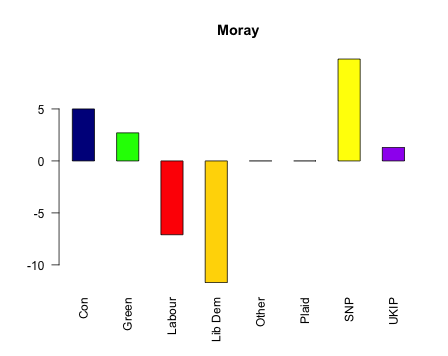 Moray
5
0
-5
-10
Con
Green
Labour
Lib Dem
Other
Plaid
SNP
UKIP